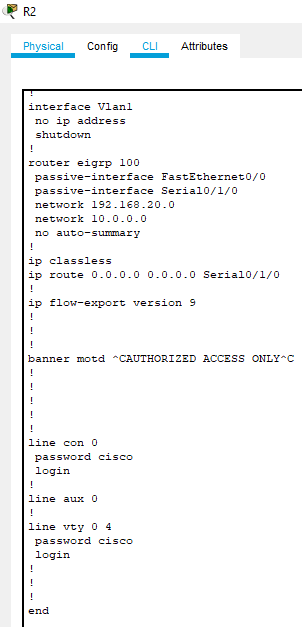 R2
Physical Config CLI Attributes
!
interface Vlan1
no ip address
shutdown
!
router eigrp 100
passive-interface FastEthernet0/0
passive-interface Serial0/1/0
network 192.168.20.0
network 10.0.0.0
no auto-summary
!
ip classless
ip route 0.0.0.0 0.0.0.0 Serial0/1/0
!
ip flow-export version 9
!
!
!
banner motd ^CAUTHORIZED ACCESS ONLY^C
!
!
!
!
!
line con 0
password cisco
login
!
line aux 0
!
line vty 0 4
password cisco
login
!
!
!
end